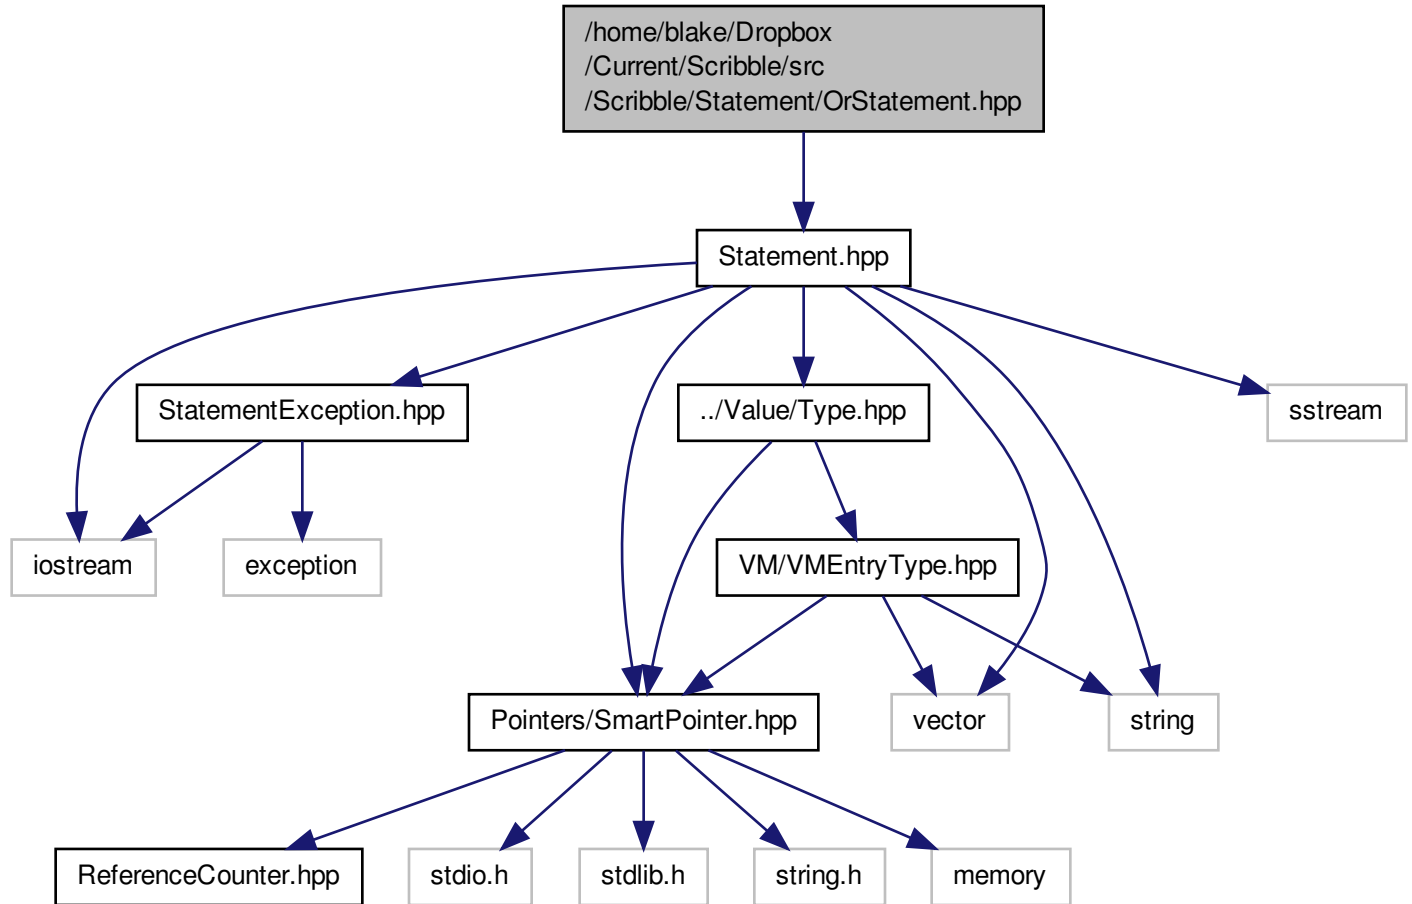 /home/blake/Dropbox
/Current/Scribble/src
/Scribble/Statement/OrStatement.hpp
Statement.hpp
StatementException.hpp
../Value/Type.hpp
sstream
iostream
exception
VM/VMEntryType.hpp
Pointers/SmartPointer.hpp
vector
string
ReferenceCounter.hpp
stdio.h
stdlib.h
string.h
memory